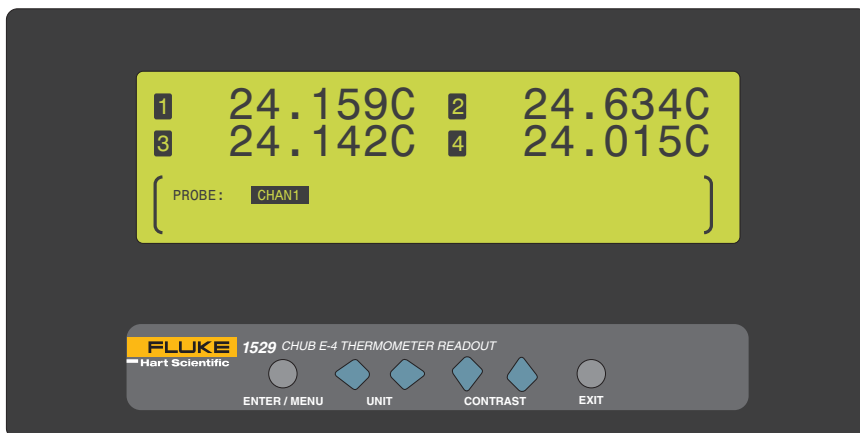 1 24.159C 2 24.634C
3 24.142C 4 24.015C
PROBE: CHAN1
FLUKE
Hart Scientific
1529 CHUB E-4 THERMOMETER READOUT
ENTER / MENU UNIT CONTRAST EXIT